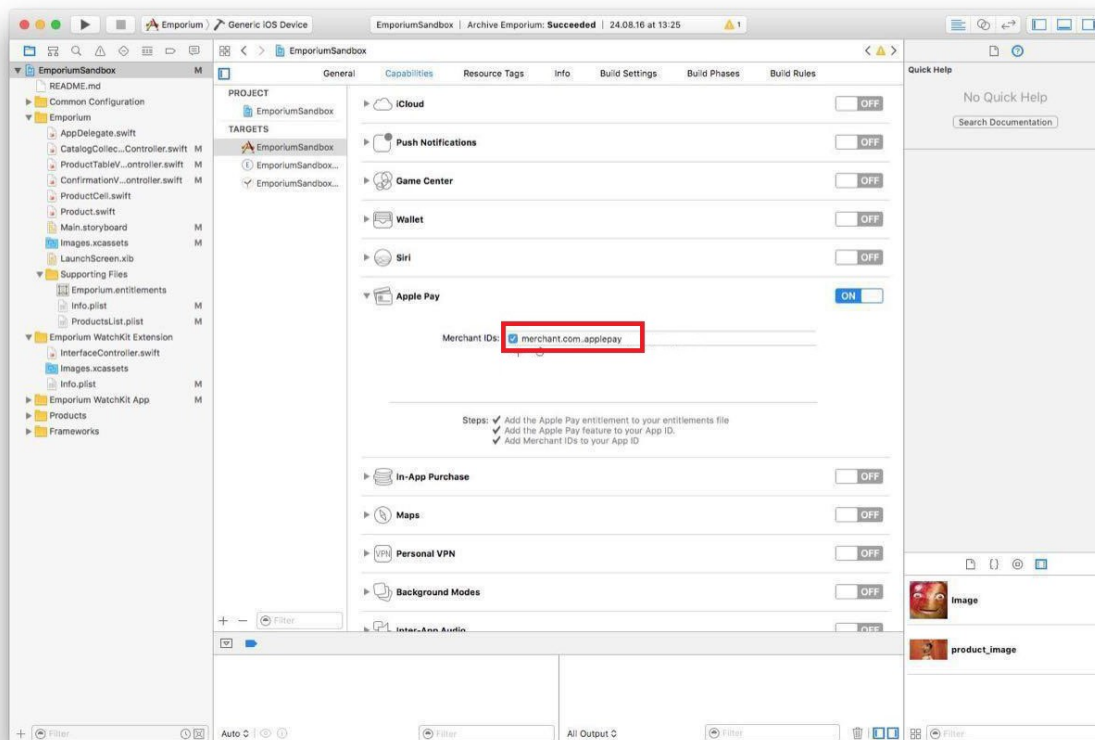 Emporium
Generic iOS Device
EmporiumSandbox | Archive Emporium: Succeeded | 24.08.16 at 13:25
1
EmporiumSandbox
General
Capabilities
Resource Tags
Info
Build Settings
Build Phases
Build Rules
EmporiumSandbox M
README.md
Common Configuration
Emporium
AppDelegate.swift
CatalogCollec...Controller.swift M
ProductTableV...ontroller.swift M
ConfirmationV...ontroller.swift M
ProductCell.swift
Product.swift
Main.storyboard M
Images.xcassets M
LaunchScreen.xib
Supporting Files
Emporium.entitlements
Info.plist M
ProductsList.plist M
Emporium WatchKit Extension
InterfaceController.swift
Images.xcassets
Info.plist M
Emporium WatchKit App M
Products
Frameworks
Filter
PROJECT
EmporiumSandbox
TARGETS
EmporiumSandbox
EmporiumSandbox...
EmporiumSandbox...
Filter
iCloud OFF
Push Notifications OFF
Game Center OFF
Wallet OFF
Siri OFF
Apple Pay ON
Merchant IDs: merchant.com..applepay
Steps: ✔ Add the Apple Pay entitlement to your entitlements file
✔ Add the Apple Pay feature to your App ID.
✔ Add Merchant IDs to your App ID
In-App Purchase OFF
Maps OFF
VPN Personal VPN OFF
Background Modes OFF
Inter-App Audio OFF
Auto
Filter
All Output
Filter
Quick Help
No Quick Help
Search Documentation
Image
product_image
Filter